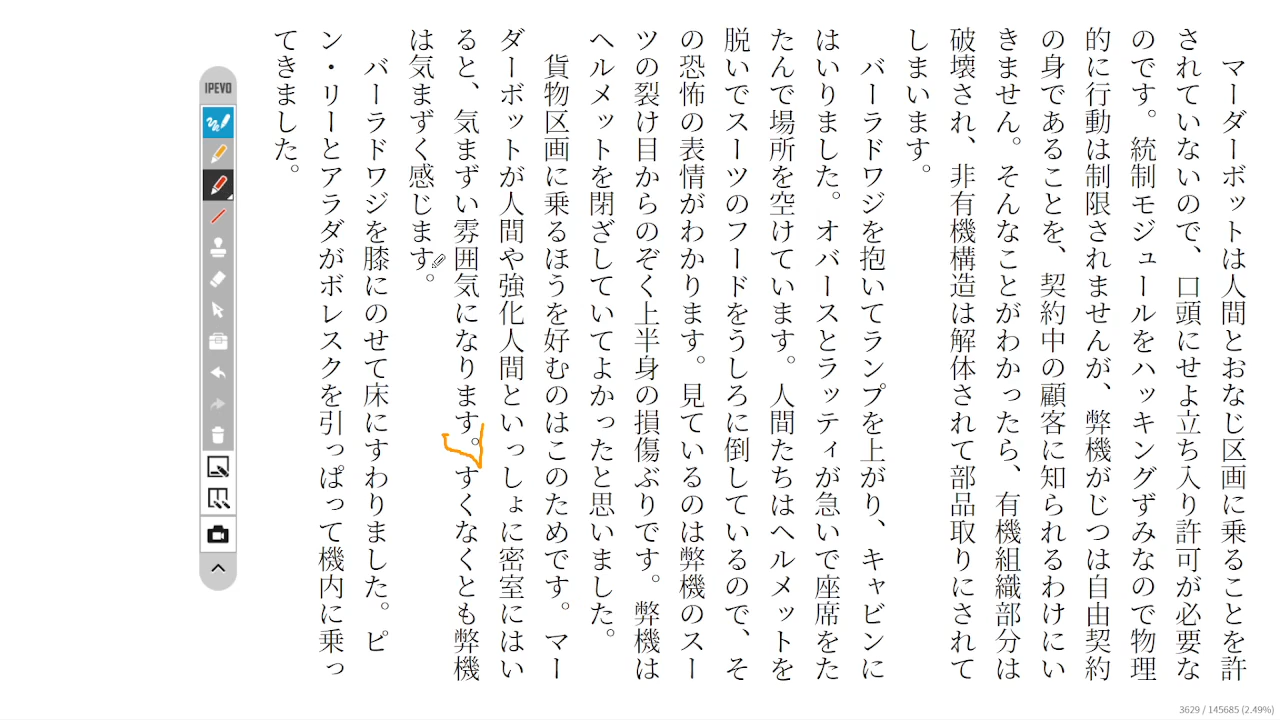 マーダーボットは人間とおなじ区画に乗ることを許
されていないので、口頭にせよ立ち入り許可が必要な
のです。統制モジュールをハッキングずみなので物理
的に行動は制限されませんが、弊機がじつは自由契約
の身であることを、契約中の顧客に知られるわけにい
きません。そんなことがわかったら、有機組織部分は
破壊され、非有機構造は解体されて部品取りにされて
しまいます。
バーラドワジを抱いてランプを上がり、キャビンに
はいりました。オバースとラッティが急いで座席をた
たんで場所を空けています。人間たちはヘルメットを
脱いでスーツのフードをうしろに倒しているので、そ
の恐怖の表情がわかります。見ているのは弊機のスー
ツの裂け目からのぞく上半身の損傷ぶりです。弊機は
ヘルメットを閉ざしていてよかったと思いました。
貨物区画に乗るほうを好むのはこのためです。マー
ダーボットが人間や強化人間といっしょに密室にはい
ると、気まずい雰囲気になります。すくなくとも弊機
は気まずく感じます。
バーラドワジを膝にのせて床にすわりました。ピ
ン・リーとアラダがボレスクを引っぱって機内に乗っ
てきました。
IPEVO
3629 / 145685 (2.49%)